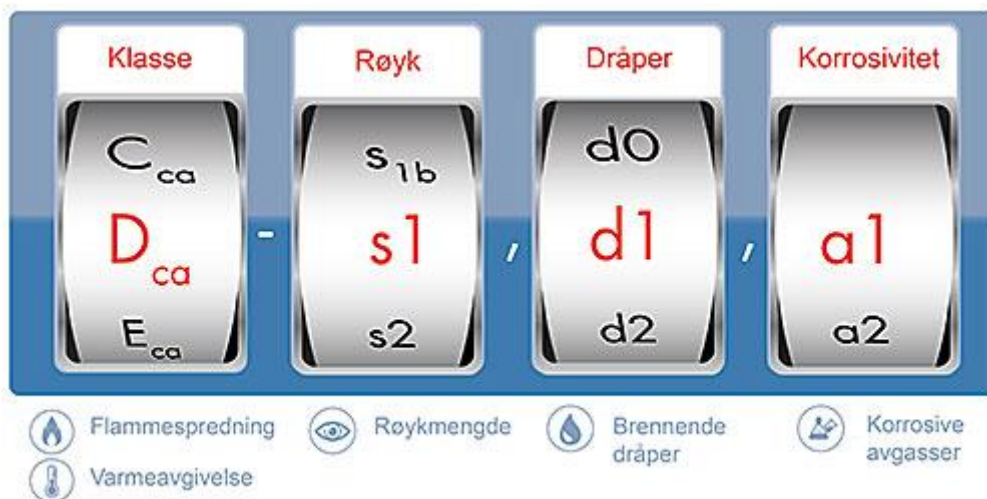 Klasse Røyk Dråper Korrosivitet
Cca s1b d0
Dca - s1 , d1 , a1
Eca s2 d2 a2
Flammespredning Røykmengde Brennende dråper Korrosive avgasser
Varmeavgivelse